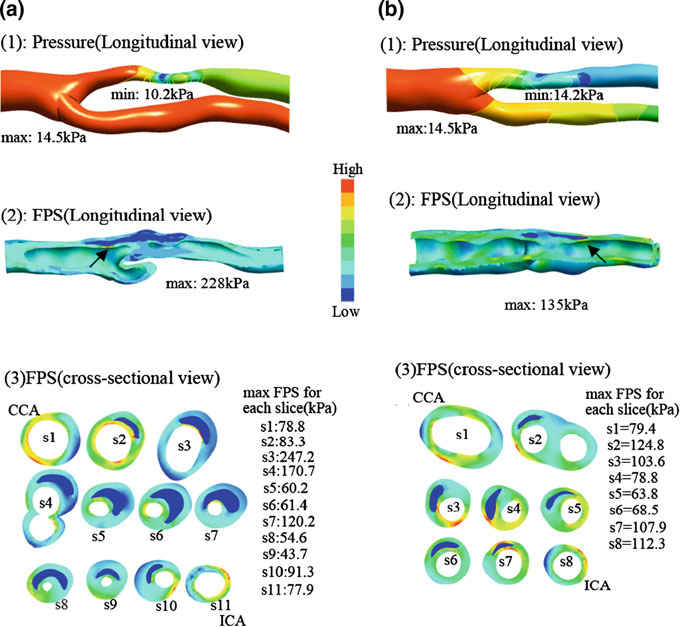 (a)
(1): Pressure(Longitudinal view)
min: 10.2kPa
max: 14.5kPa
(2): FPS(Longitudinal view)
max: 228kPa
(3)FPS(cross-sectional view)
CCA
s1
s2
s3
s4
s5
s6
s7
s8
s9
s10
s11
ICA
max FPS for
each slice(kPa)
s1:78.8
s2:83.3
s3:247.2
s4:170.7
s5:60.2
s6:61.4
s7:120.2
s8:54.6
s9:43.7
s10:91.3
s11:77.9
High
Low
(b)
(1): Pressure(Longitudinal view)
min:14.2kPa
max:14.5kPa
(2): FPS(Longitudinal view)
max: 135kPa
(3)FPS(cross-sectional view)
CCA
s1
s2
s3
s4
s5
s6
s7
s8
ICA
max FPS for
each slice(kPa)
s1=79.4
s2=124.8
s3=103.6
s4=78.8
s5=63.8
s6=68.5
s7=107.9
s8=112.3